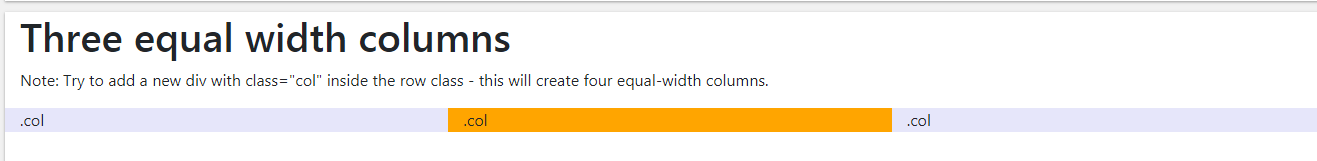 Three equal width columns
Note: Try to add a new div with class="col" inside the row class - this will create four equal-width columns.
.col .col .col